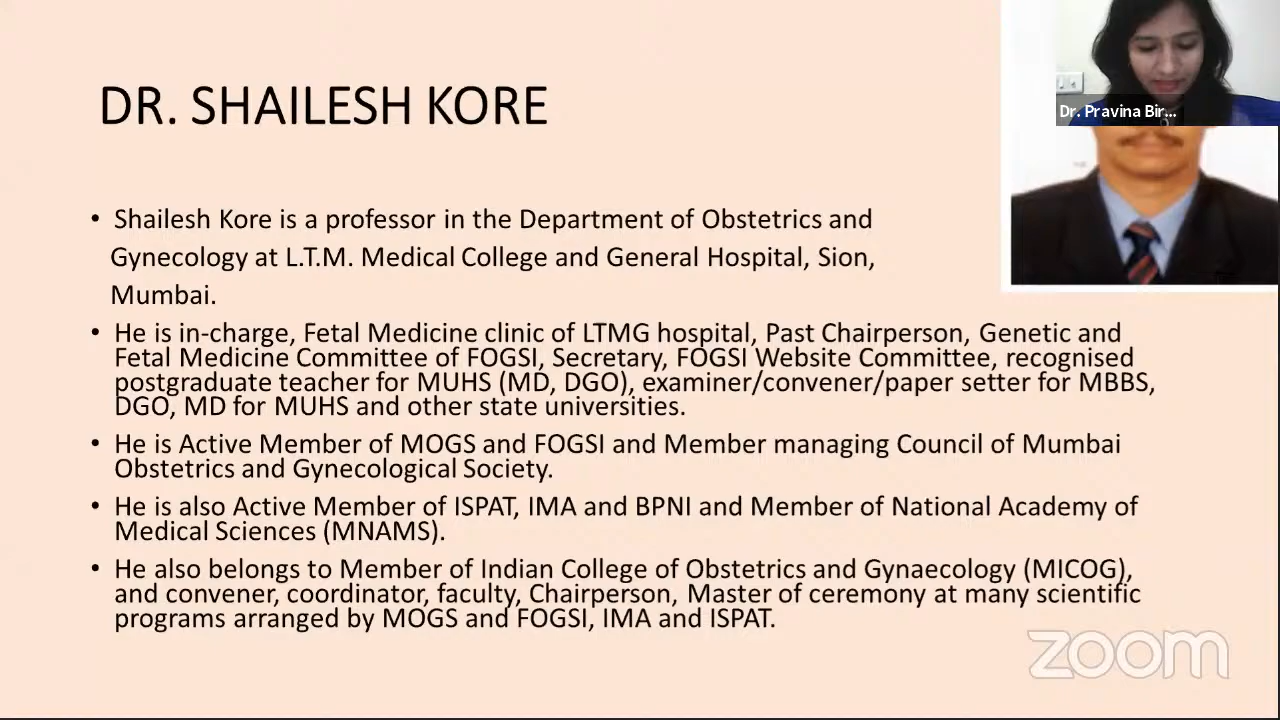 DR. SHAILESH KORE
Dr. Pravina Bir...
• Shailesh Kore is a professor in the Department of Obstetrics and
Gynecology at L.T.M. Medical College and General Hospital, Sion,
Mumbai.
• He is in-charge, Fetal Medicine clinic of LTMG hospital, Past Chairperson, Genetic and
Fetal Medicine Committee of FOGSI, Secretary, FOGSI Website Committee, recognised
postgraduate teacher for MUHS (MD, DGO), examiner/convener/paper setter for MBBS,
DGO, MD for MUHS and other state universities.
• He is Active Member of MOGS and FOGSI and Member managing Council of Mumbai
Obstetrics and Gynecological Society.
• He is also Active Member of ISPAT, IMA and BPNI and Member of National Academy of
Medical Sciences (MNAMS).
• He also belongs to Member of Indian College of Obstetrics and Gynaecology (MICOG),
and convener, coordinator, faculty, Chairperson, Master of ceremony at many scientific
programs arranged by MOGS and FOGSI, IMA and ISPAT.
zoom